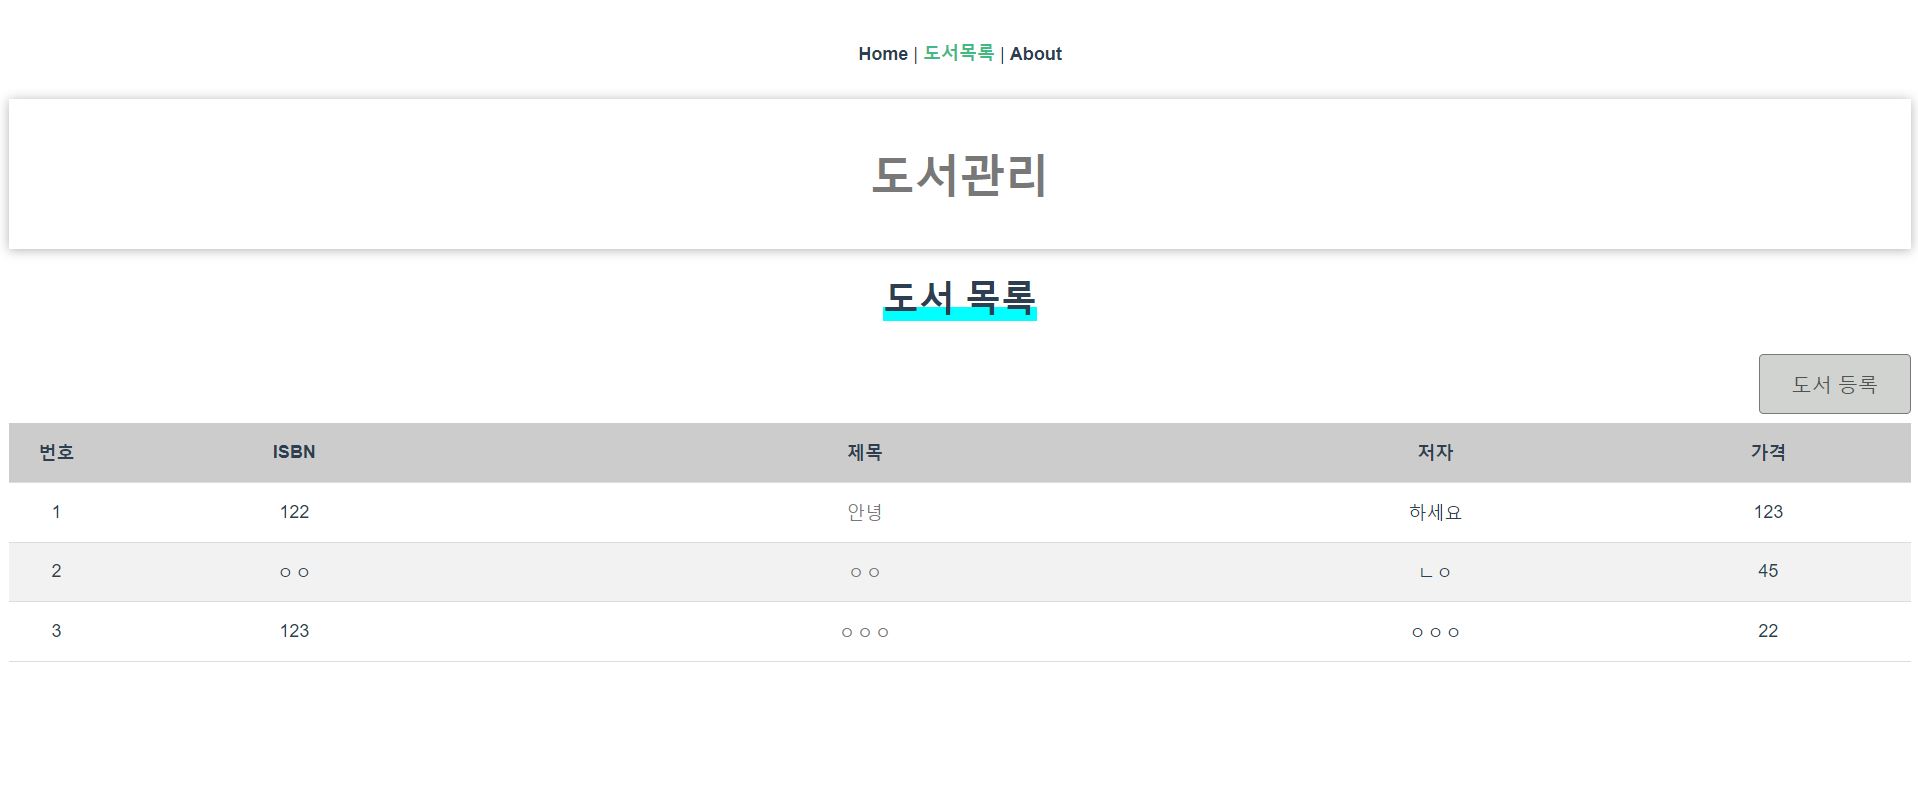 Home | 도서목록 | About
도서관리
도서 목록
도서 등록
번호 ISBN 제목 저자 가격
1 122 안녕 하세요 123
2 ㅇㅇ ㅇㅇ ㄴㅇ 45
3 123 ㅇㅇㅇ ㅇㅇㅇ 22